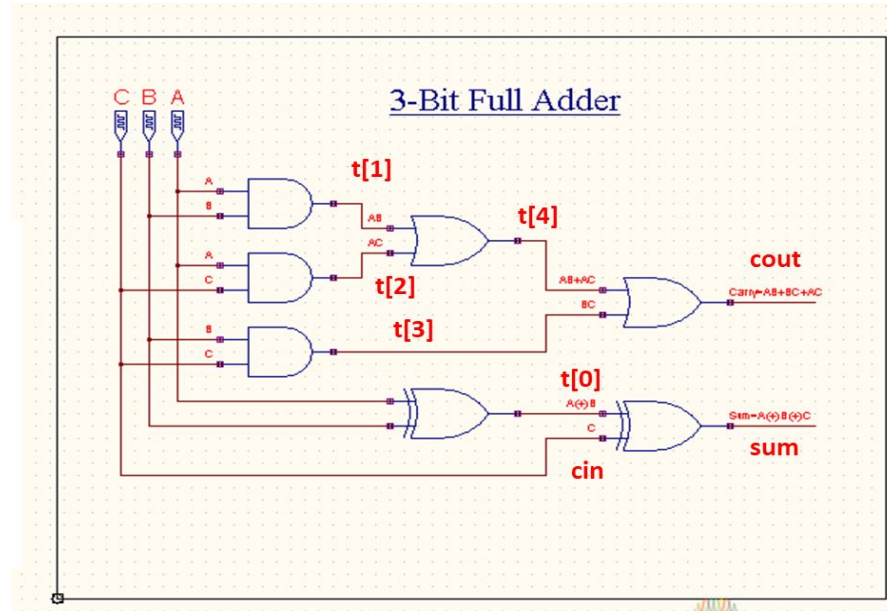 C B A
3-Bit Full Adder
A
B
t[1]
AB
AC
t[4]
A
C
t[2]
AB+AC
BC
cout
Carry=AB+BC+AC
B
C
t[3]
t[0]
A(+)B
C
Sum=A(+)B(+)C
sum
cin